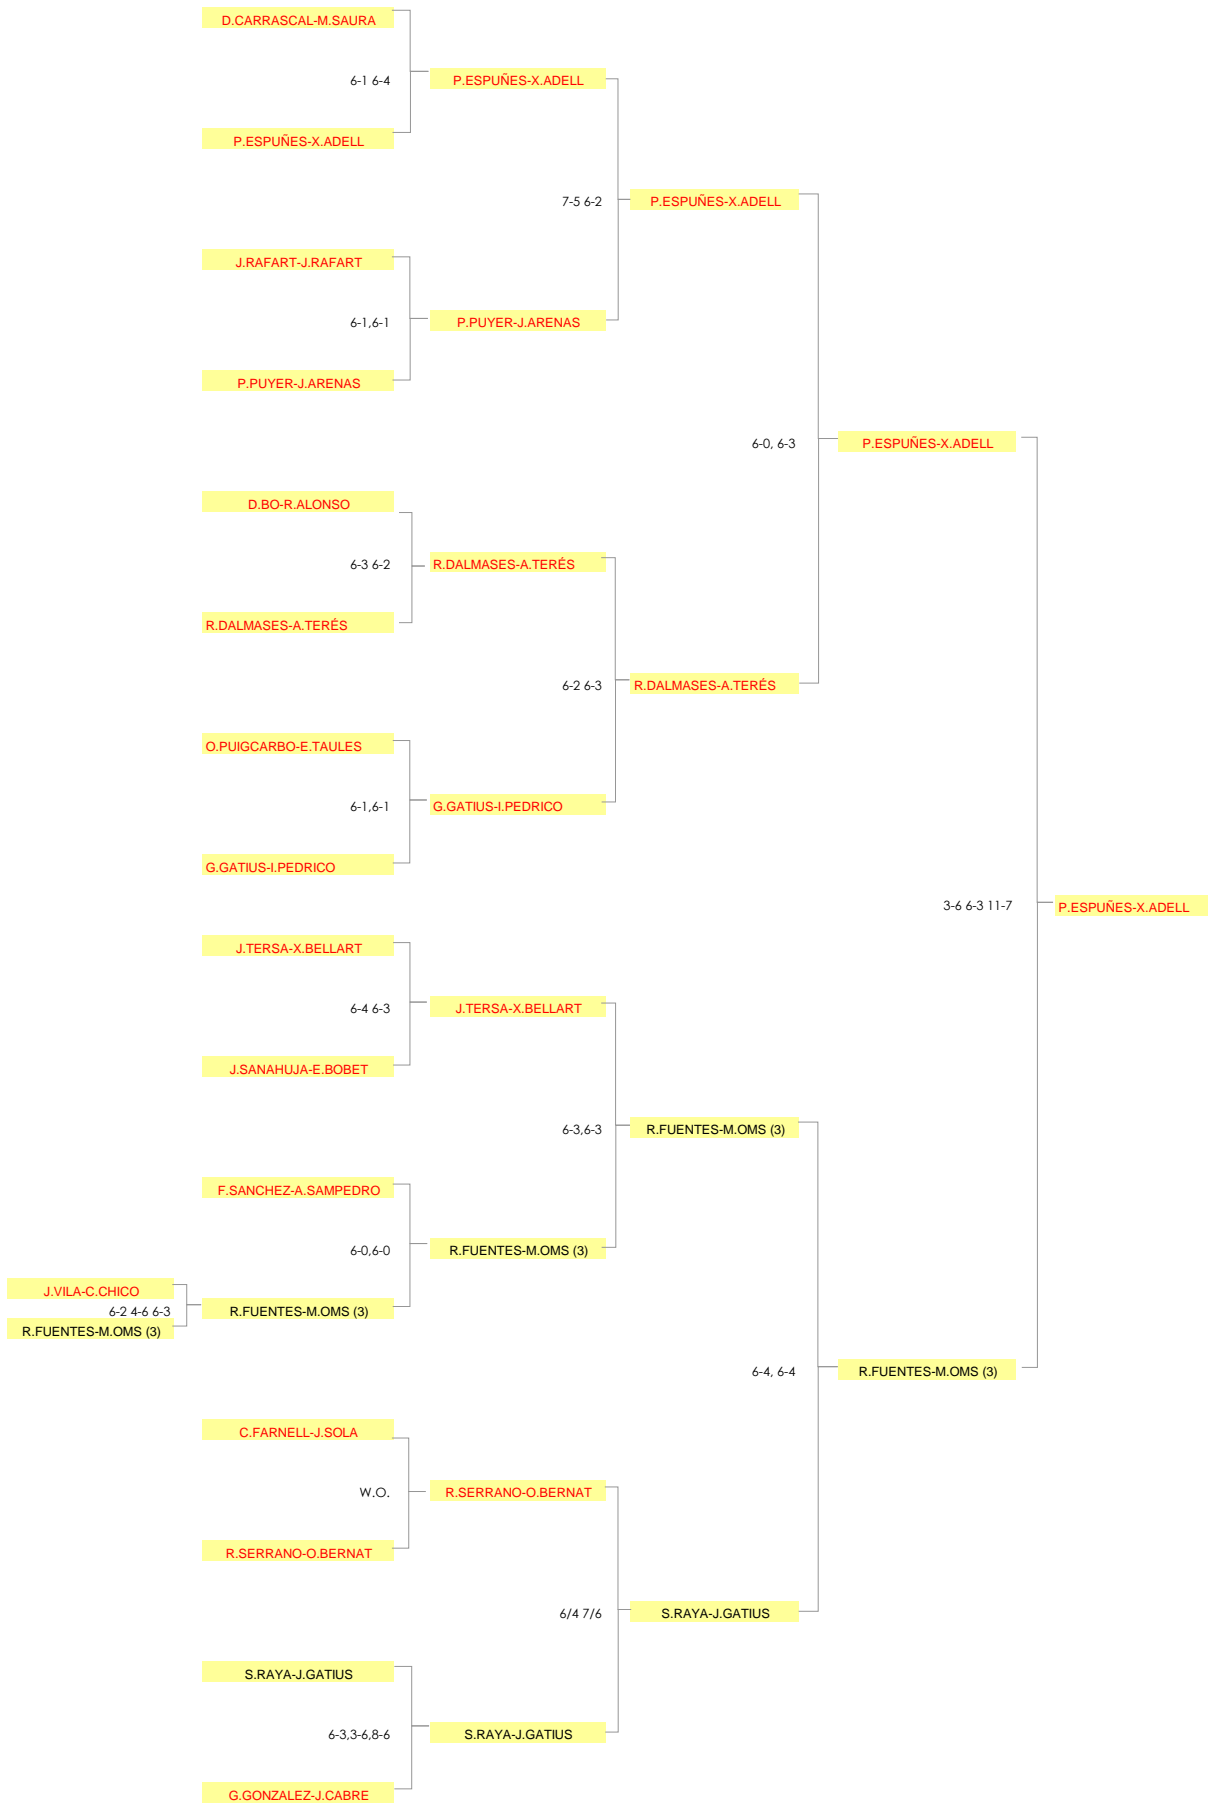 D.CARRASCAL-M.SAURA
6-1 6-4
P.ESPUÑES-X.ADELL
P.ESPUÑES-X.ADELL
7-5 6-2
P.ESPUÑES-X.ADELL
J.RAFART-J.RAFART
6-1,6-1
P.PUYER-J.ARENAS
P.PUYER-J.ARENAS
6-0, 6-3
P.ESPUÑES-X.ADELL
D.BO-R.ALONSO
6-3 6-2
R.DALMASES-A.TERÉS
R.DALMASES-A.TERÉS
6-2 6-3
R.DALMASES-A.TERÉS
O.PUIGCARBO-E.TAULES
6-1,6-1
G.GATIUS-I.PEDRICO
G.GATIUS-I.PEDRICO
3-6 6-3 11-7
P.ESPUÑES-X.ADELL
J.TERSA-X.BELLART
6-4 6-3
J.TERSA-X.BELLART
J.SANAHUJA-E.BOBET
6-3,6-3
R.FUENTES-M.OMS (3)
F.SANCHEZ-A.SAMPEDRO
6-0,6-0
R.FUENTES-M.OMS (3)
J.VILA-C.CHICO
6-2 4-6 6-3
R.FUENTES-M.OMS (3)
R.FUENTES-M.OMS (3)
6-4, 6-4
R.FUENTES-M.OMS (3)
C.FARNELL-J.SOLA
W.O.
R.SERRANO-O.BERNAT
R.SERRANO-O.BERNAT
6/4 7/6
S.RAYA-J.GATIUS
S.RAYA-J.GATIUS
6-3,3-6,8-6
S.RAYA-J.GATIUS
G.GONZALEZ-J.CABRE